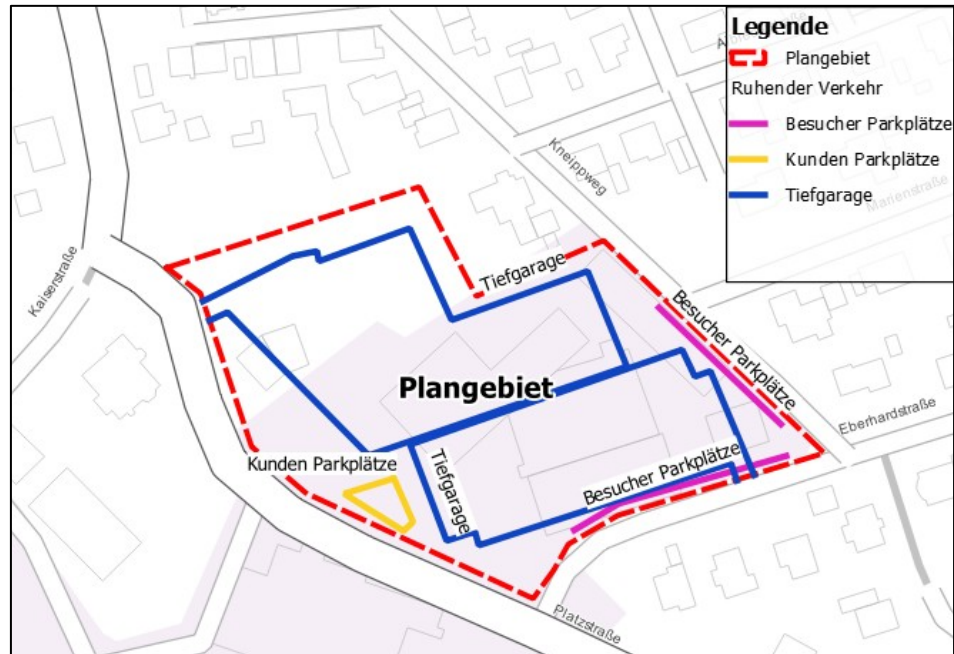 Legende
Plangebiet
Ruhender Verkehr
Besucher Parkplätze
Kunden Parkplätze
Tiefgarage
Marienstraße
Kneippweg
Kaiserstraße
Tiefgarage
Besucher Parkplätze
Plangebiet
Eberhardstraße
Kunden Parkplätze
Tiefgarage
Besucher Parkplätze
Platzstraße